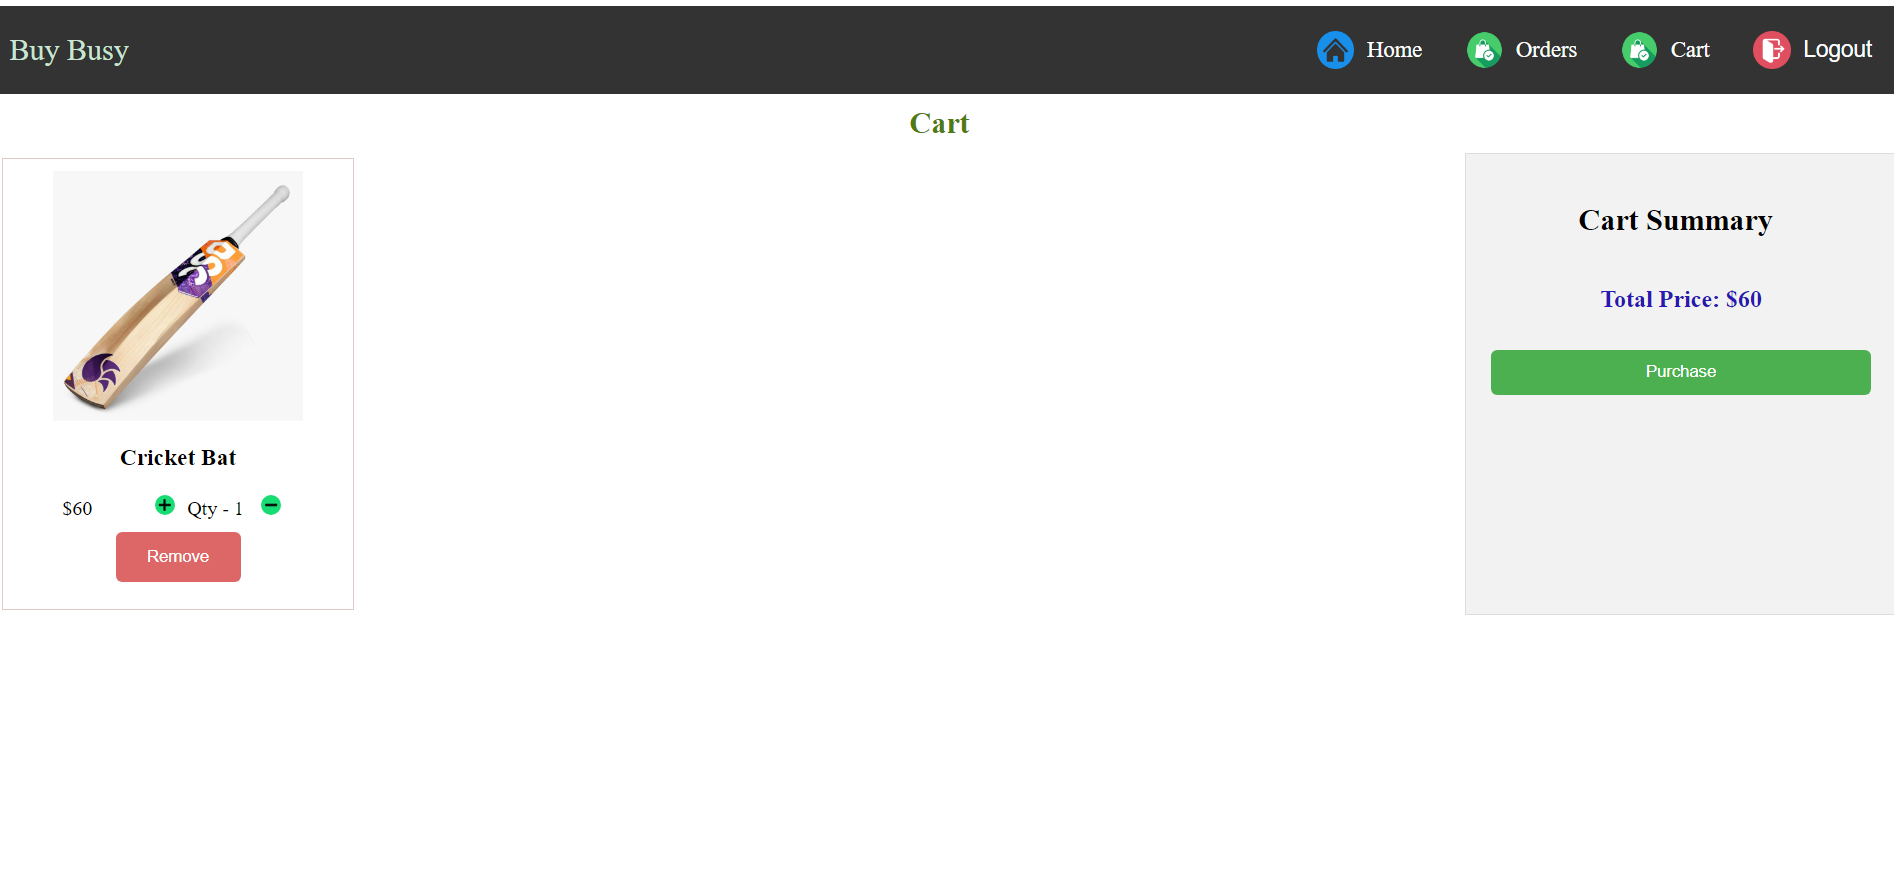 Buy Busy
Home
Orders
Cart
Logout
Cart
DSC
Cricket Bat
$60
Qty - 1
Remove
Cart Summary
Total Price: $60
Purchase